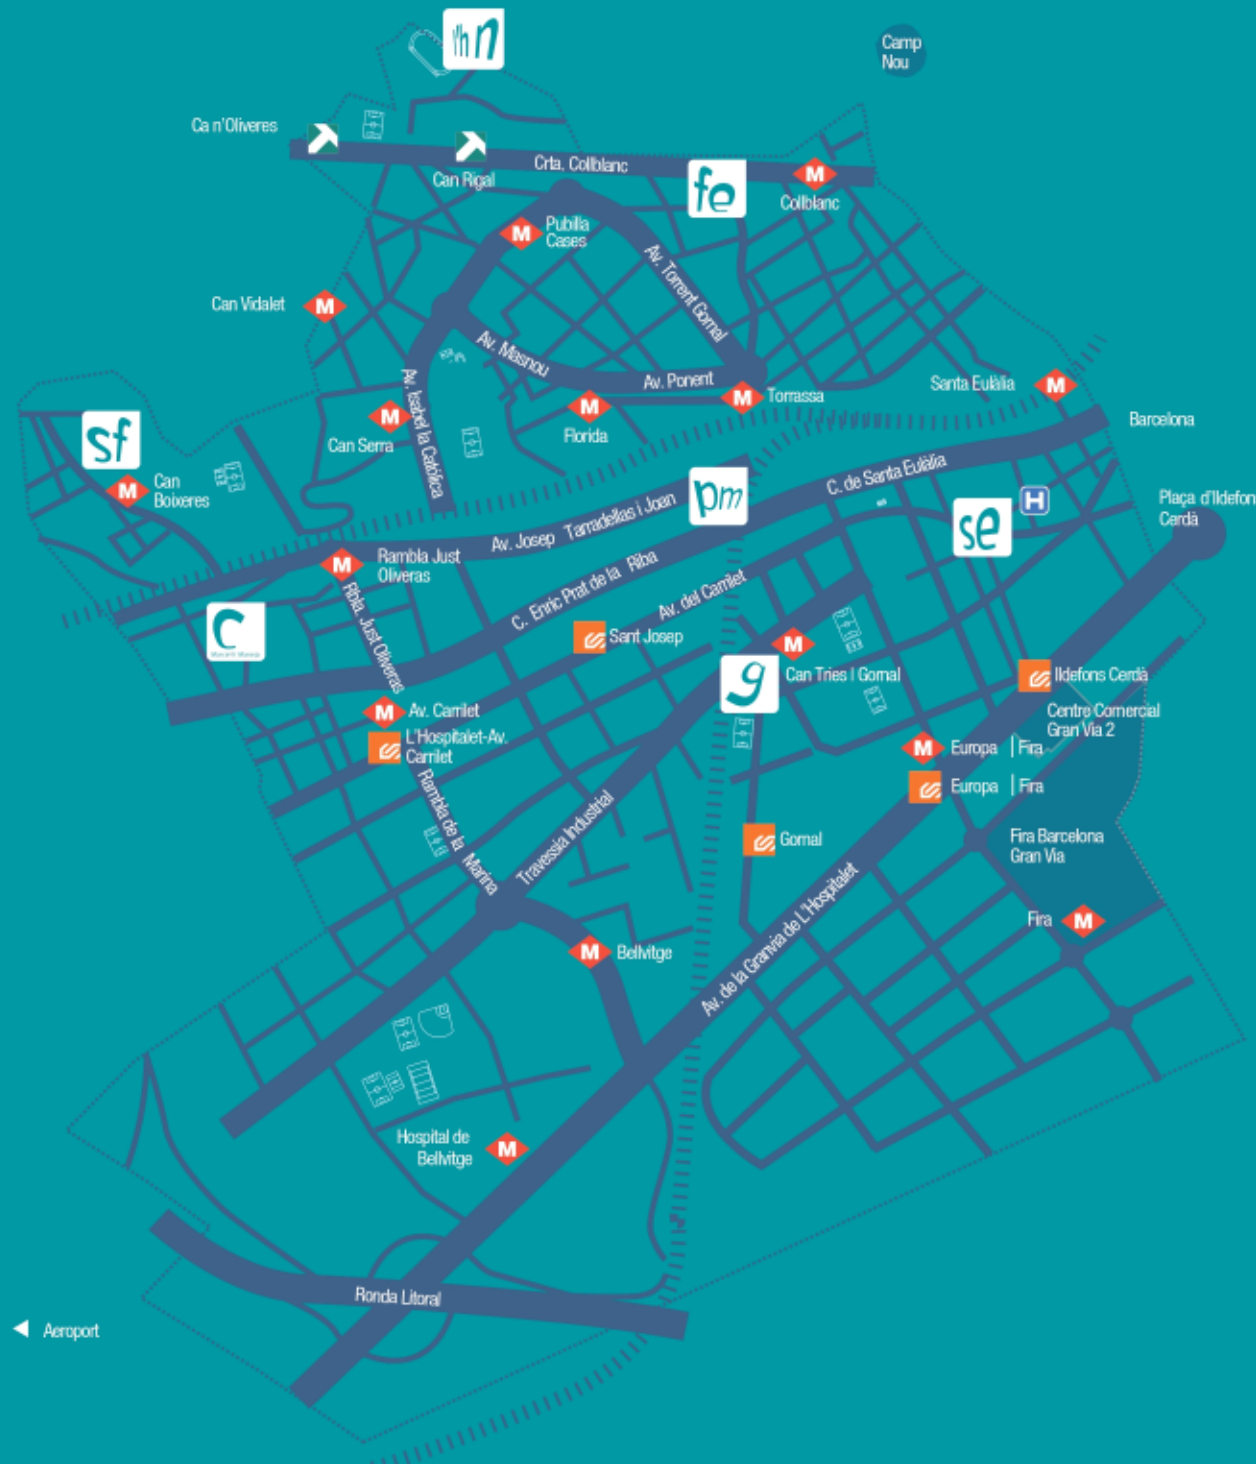 hn
Camp
Nou
Ca n'Oliveres
Crta, Collblanc
Can Rigal
fe
M
Collblanc
M
Pubilla
Cases
Av. Torrent Gornal
Can Vidalet
M
Av. Masnou
Av. Ponent
Av. Isabel la Catòlica
M
Can Serra
M
Florida
M
Torrassa
Santa Eulàlia
M
Barcelona
sf
M
Can
Boixeres
C. de Santa Eulàlia
pm
se
H
Plaça d'Ildefon
Cerdà
Av. Josep Tarradellas i Joan
M
Rambla Just
Oliveras
C. Enric Prat de la Riba
Av. del Carrilet
Rbla. Just Oliveras
c
Sant Josep
M
Can Tries I Gornal
g
Ildefons Cerdà
Centre Comercial
Gran Via 2
M
Av. Carrilet
L'Hospitalet-Av.
Carrilet
M
Europa | Fira
Europa | Fira
Rambla de la Marina
Travessia Industrial
Gornal
Fira Barcelona
Gran Via
Av. de la Granvia de L'Hospitalet
Fira
M
M
Bellvitge
Hospital de
Bellvitge
M
Ronda Litoral
Aeroport